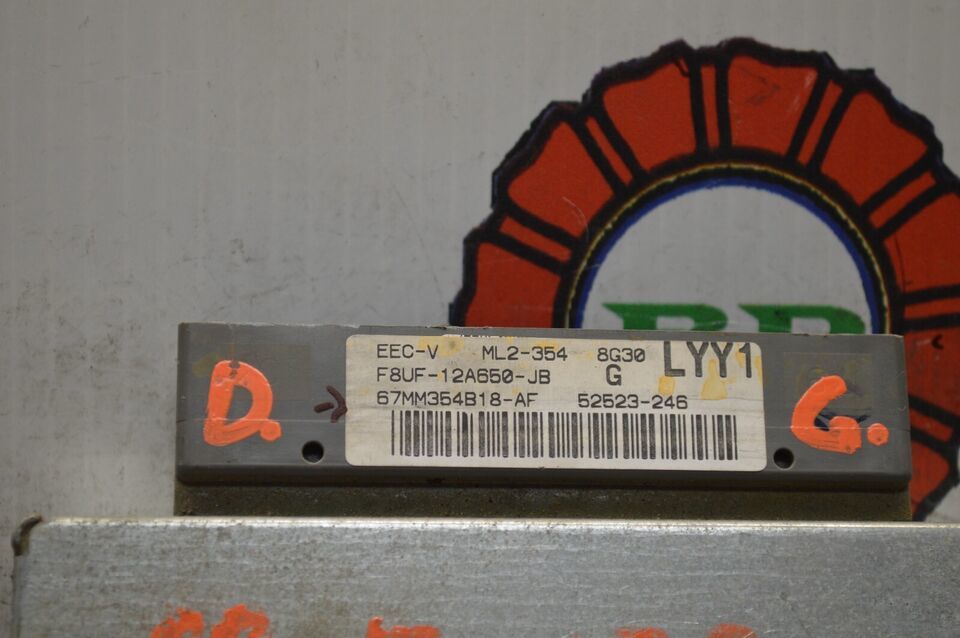 EEC-V ML2-354 8G30 LYY1
F8UF-12A650-JB G
67MM354B18-AF 52523-246
D. G.